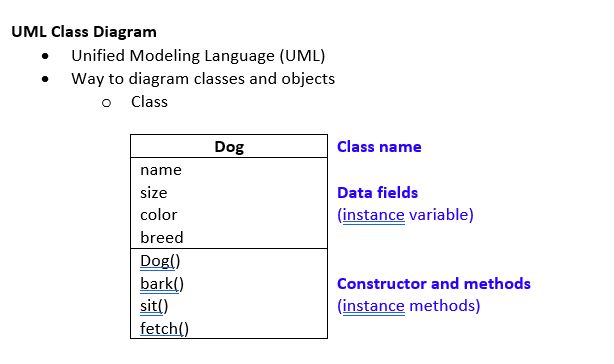 UML Class Diagram
• Unified Modeling Language (UML)
• Way to diagram classes and objects
o Class
Dog Class name
name
size Data fields
color (instance variable)
breed
Dog()
bark() Constructor and methods
sit() (instance methods)
fetch()